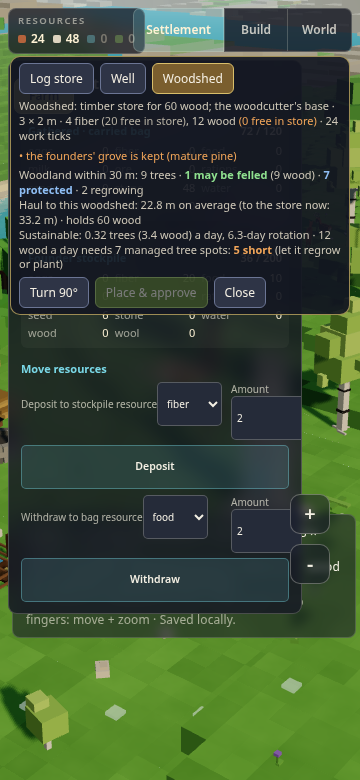 RESOURCES
24 48 0 0
Settlement
Build
World
Log store
Well
Woodshed
Woodshed: timber store for 60 wood; the woodcutter's base ·
3 × 2 m · 4 fiber (20 free in store), 12 wood (0 free in store) · 24
work ticks
• the founders' grove is kept (mature pine)
Woodland within 30 m: 9 trees · 1 may be felled (9 wood) · 7
protected · 2 regrowing
Haul to this woodshed: 22.8 m on average (to the store now:
33.2 m) · holds 60 wood
Sustainable: 0.32 trees (3.4 wood) a day, 6.3-day rotation · 12
wood a day needs 7 managed tree spots: 5 short (let it regrow
or plant)
Turn 90°
Place & approve
Close
seed 6 stone 0 water 0
wood 0 wool 0
Move resources
Deposit to stockpile resource
fiber
Amount
2
Deposit
Withdraw to bag resource
food
Amount
2
Withdraw
+
-
fingers: move + zoom · Saved locally.